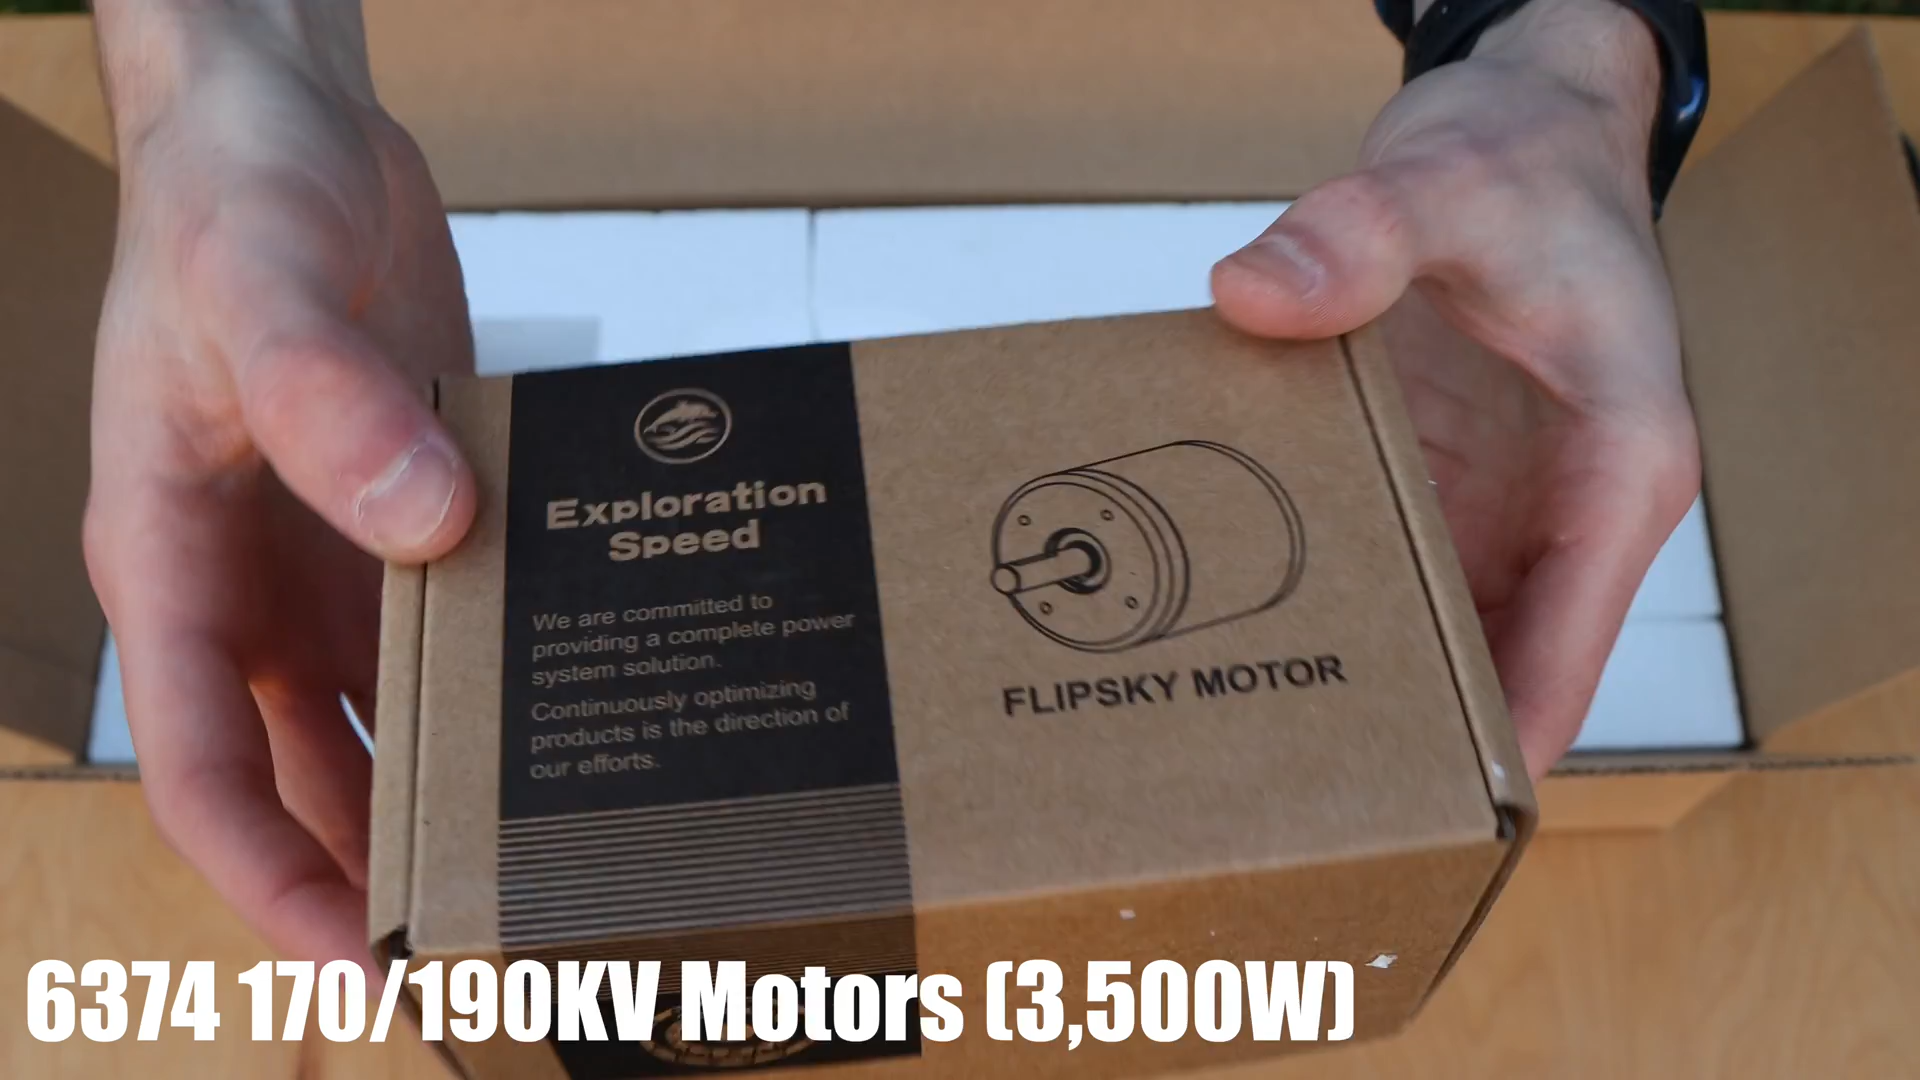 Exploration
Speed
We are committed to
providing a complete power
system solution.
Continuously optimizing
products is the direction of
our efforts.
FLIPSKY MOTOR
6374 170/190KV Motors (3,500W)